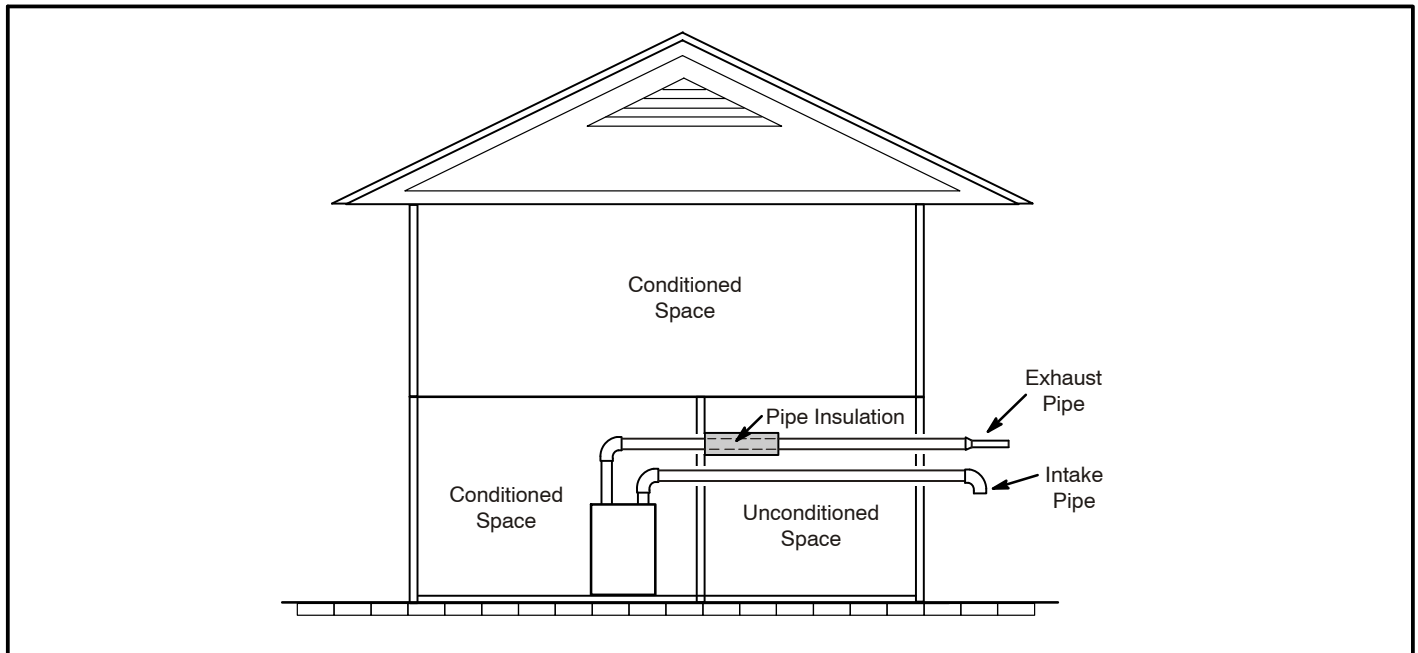 Conditioned
Space
Exhaust
Pipe
Pipe Insulation
Intake
Pipe
Conditioned
Space
Unconditioned
Space